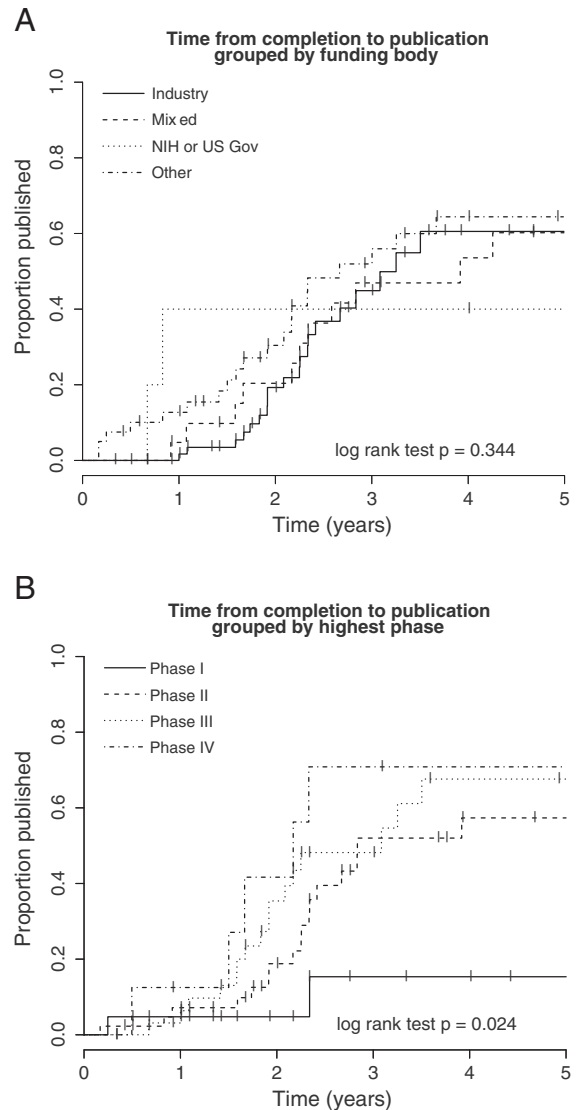 A
Time from completion to publication
grouped by funding body
Proportion published
1.0
0.8
0.6
0.4
0.2
0.0
Industry
Mixed
NIH or US Gov
Other
log rank test p = 0.344
0 1 2 3 4 5
Time (years)
B
Time from completion to publication
grouped by highest phase
Proportion published
1.0
0.8
0.6
0.4
0.2
0.0
Phase I
Phase II
Phase III
Phase IV
log rank test p = 0.024
0 1 2 3 4 5
Time (years)